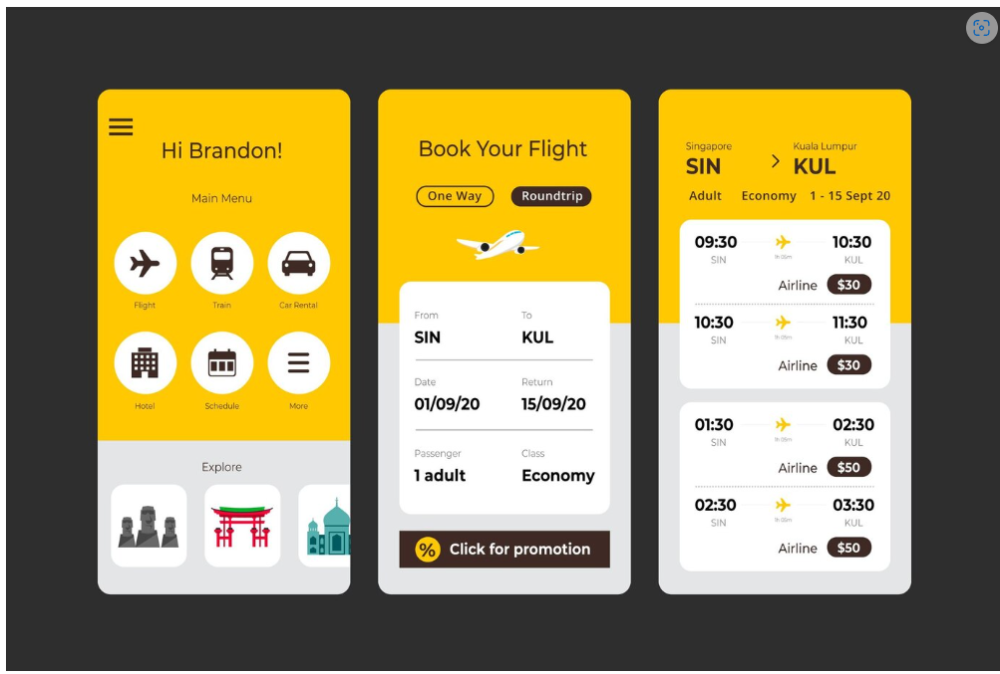 Hi Brandon!
Main Menu
Flight Train Car Rental
Hotel Schedule More
Explore
Book Your Flight
One Way Roundtrip
From To
SIN KUL
Date Return
01/09/20 15/09/20
Passenger Class
1 adult Economy
% Click for promotion
Singapore Kuala Lumpur
SIN > KUL
Adult Economy 1 - 15 Sept 20
09:30 10:30
SIN 1h 05m KUL
Airline $30
10:30 11:30
SIN 1h 05m KUL
Airline $30
01:30 02:30
SIN 1h 05m KUL
Airline $50
02:30 03:30
SIN 1h 05m KUL
Airline $50